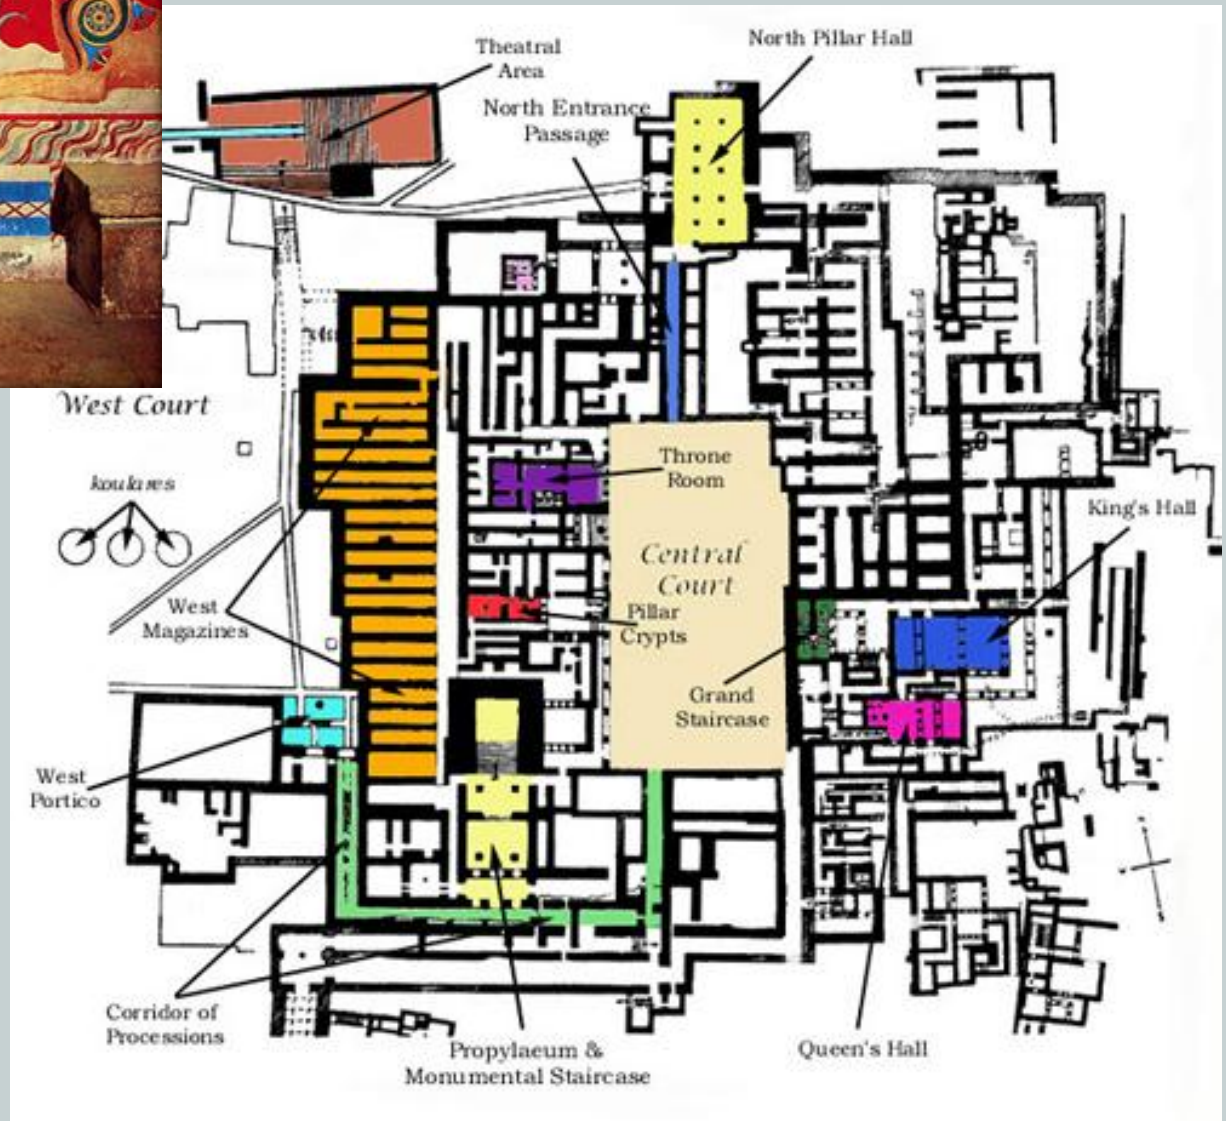 Theatral
Area
North Pillar Hall
North Entrance
Passage
West Court
koulares
Throne
Room
King's Hall
Central
Court
West
Magazines
Pillar
Crypts
Grand
Staircase
West
Portico
Corridor of
Processions
Propylaeum &
Monumental Staircase
Queen's Hall